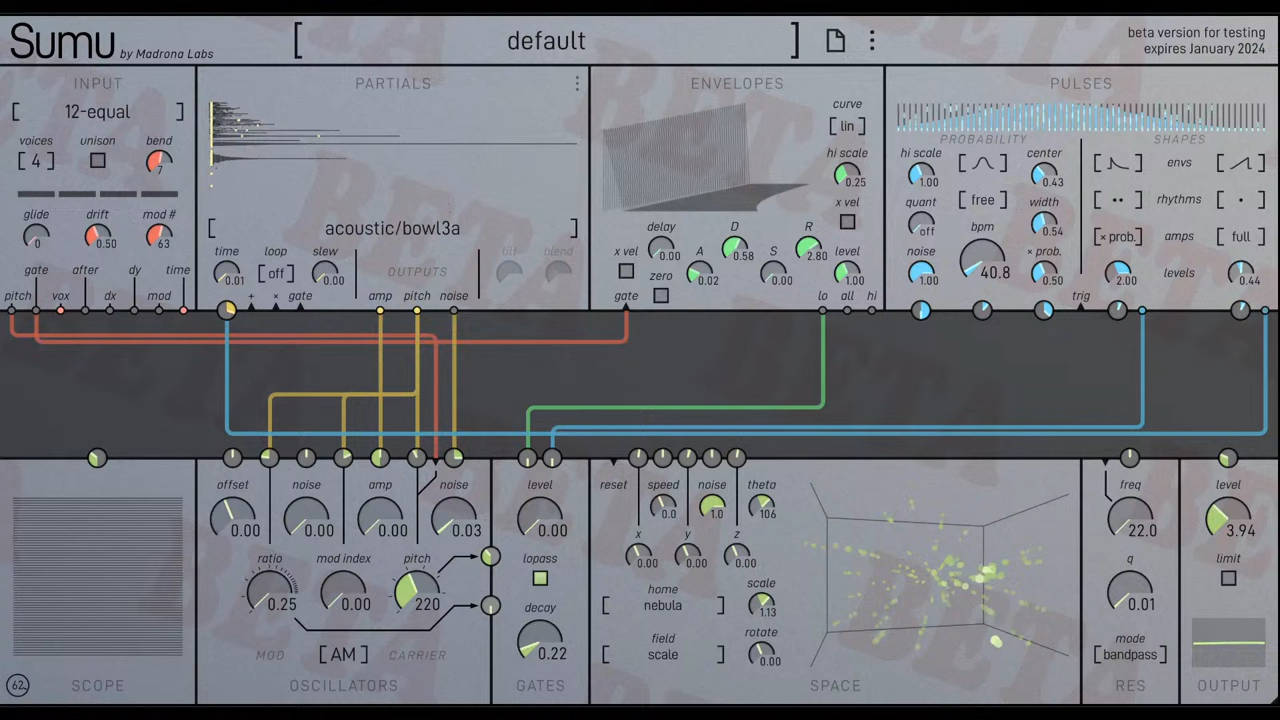 Sumu by Madrona Labs
[ default ]
beta version for testing
expires January 2024
INPUT
[ 12-equal ]
voices unison bend
[ 4 ] 7
glide drift mod #
0 0.50 63
gate after dy time
pitch vox dx mod
PARTIALS
[ acoustic/bowl3a ]
time loop slew tilt blend
0.01 [ off ] 0.00 OUTPUTS
+ × gate amp pitch noise
ENVELOPES
curve
[ lin ]
hi scale
0.25
x vel
delay D R level
0.00 0.58 2.80 1.00
x vel A S
zero 0.02 0.00
gate lo all hi
PULSES
PROBABILITY SHAPES
hi scale center envs
1.00 0.43
quant [ free ] width rhythms
off 0.54
bpm [ × prob. ] amps [ full ]
40.8
noise × prob. levels
1.00 0.50 2.00 0.44
trig
SCOPE
62
offset noise amp noise
0.00 0.00 0.00 0.03
ratio mod index pitch
0.25 0.00 220
MOD [ AM ] CARRIER
OSCILLATORS
level
0.00
lopass
decay
0.22
GATES
reset speed noise theta
0.0 1.0 106
x y z
0.00 0.00 0.00
home scale
[ nebula ] 1.13
field rotate
[ scale ] 0.00
SPACE
freq
22.0
q
0.01
mode
[ bandpass ]
RES
level
3.94
limit
OUTPUT
BETA